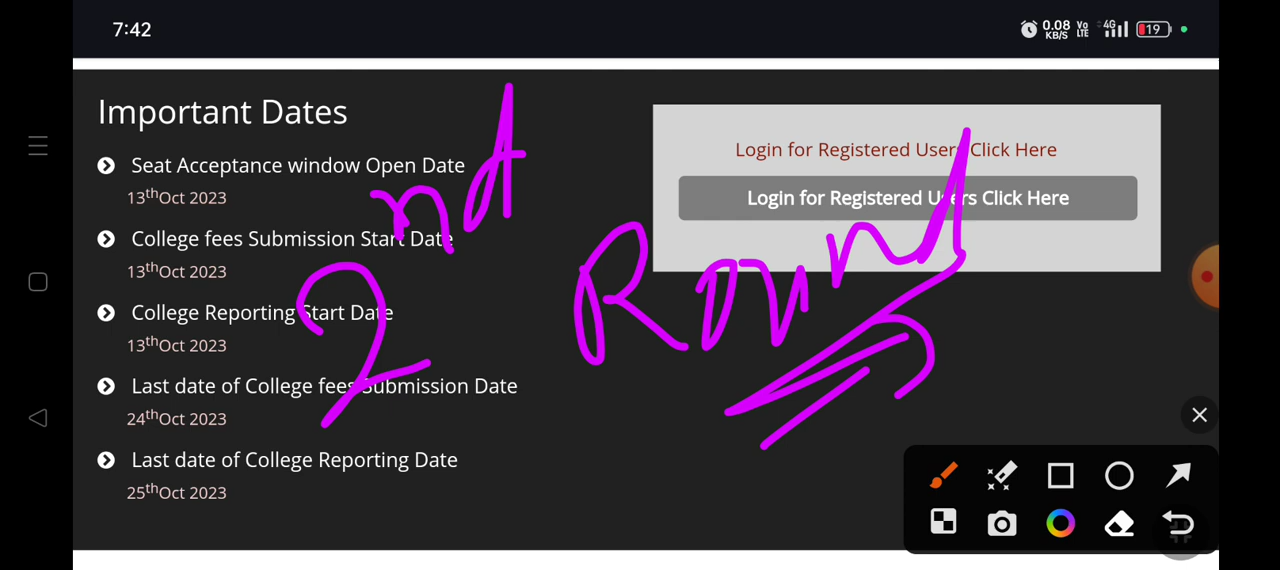 7:42
0.08 KB/S Vo LTE 4G 19
Important Dates
Seat Acceptance window Open Date
13thOct 2023
College fees Submission Start Date
13thOct 2023
College Reporting Start Date
13thOct 2023
Last date of College fees Submission Date
24thOct 2023
Last date of College Reporting Date
25thOct 2023
Login for Registered Users Click Here
Login for Registered Users Click Here
2nd Round